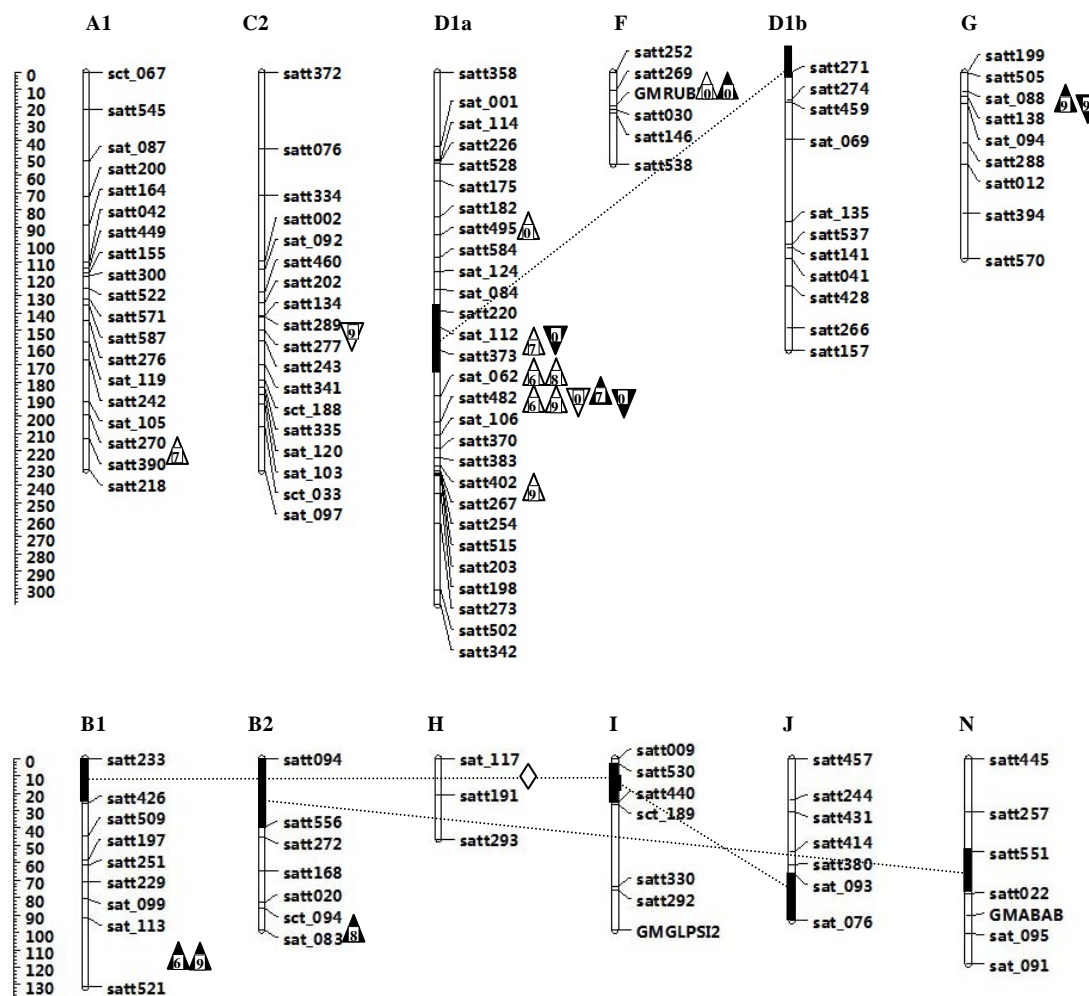 A1 C2 D1a F D1b G
0
10
20
30
40
50
60
70
80
90
100
110
120
130
140
150
160
170
180
190
200
210
220
230
240
250
260
270
280
290
300
sct_067
satt545
sat_087
satt200
satt164
satt042
satt449
satt155
satt300
satt522
satt571
satt587
satt276
sat_119
satt242
sat_105
satt270
satt390
satt218
7
satt372
satt076
satt334
satt002
sat_092
satt460
satt202
satt134
satt289
satt277
satt243
satt341
sct_188
satt335
sat_120
sat_103
sct_033
sat_097
9
satt358
sat_001
sat_114
satt226
satt528
satt175
satt182
satt495
satt584
sat_124
sat_084
satt220
sat_112
satt373
sat_062
satt482
sat_106
satt370
satt383
satt402
satt267
satt254
satt515
satt203
satt198
satt273
satt502
satt342
0
7 0
6 8
6 9 0 7 0
9
satt252
satt269
GMRUB
satt030
satt146
satt538
0 0
satt271
satt274
satt459
sat_069
sat_135
satt537
satt141
satt041
satt428
satt266
satt157
satt199
satt505
sat_088
satt138
sat_094
satt288
satt012
satt394
satt570
9 9
B1 B2 H I J N
0
10
20
30
40
50
60
70
80
90
100
110
120
130
satt233
satt426
satt509
satt197
satt251
satt229
sat_099
sat_113
satt521
6 9
satt094
satt556
satt272
satt168
satt020
sct_094
sat_083
8
sat_117
satt191
satt293
satt009
satt530
satt440
sct_189
satt330
satt292
GMGLPSI2
satt457
satt244
satt431
satt414
satt380
sat_093
sat_076
satt445
satt257
satt551
satt022
GMABAB
sat_095
sat_091